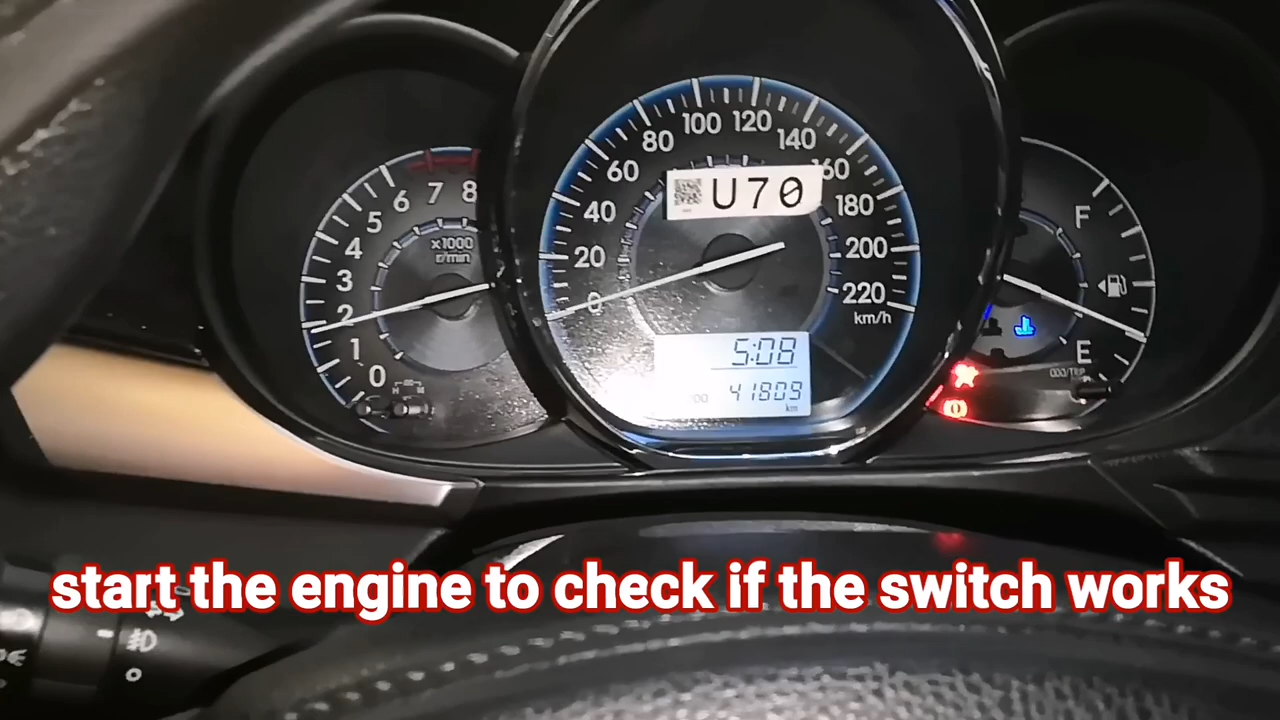 0
1
2
3
4
5
6
7
8
x1000
r/min
0
20
40
60
80
100
120
140
160
180
200
220
km/h
U70
5:08
41809
km
F
E
ODO/TRIP
start the engine to check if the switch works